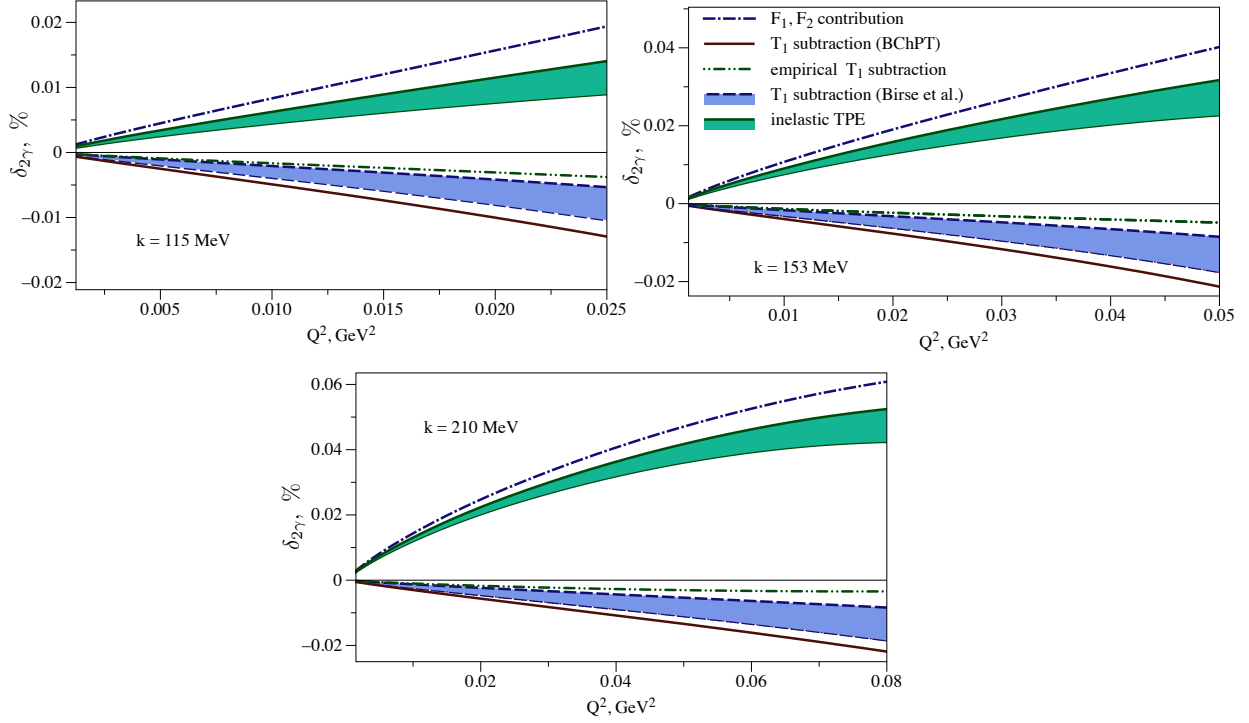 0.02
0.01
0
–0.01
–0.02
δ2γ, %
k = 115 MeV
0.005 0.010 0.015 0.020 0.025
Q², GeV²
0.04
0.02
0
–0.02
δ2γ, %
F₁, F₂ contribution
T₁ subtraction (BChPT)
empirical T₁ subtraction
T₁ subtraction (Birse et al.)
inelastic TPE
k = 153 MeV
0.01 0.02 0.03 0.04 0.05
Q², GeV²
0.06
0.04
0.02
0
–0.02
δ2γ, %
k = 210 MeV
0.02 0.04 0.06 0.08
Q², GeV²